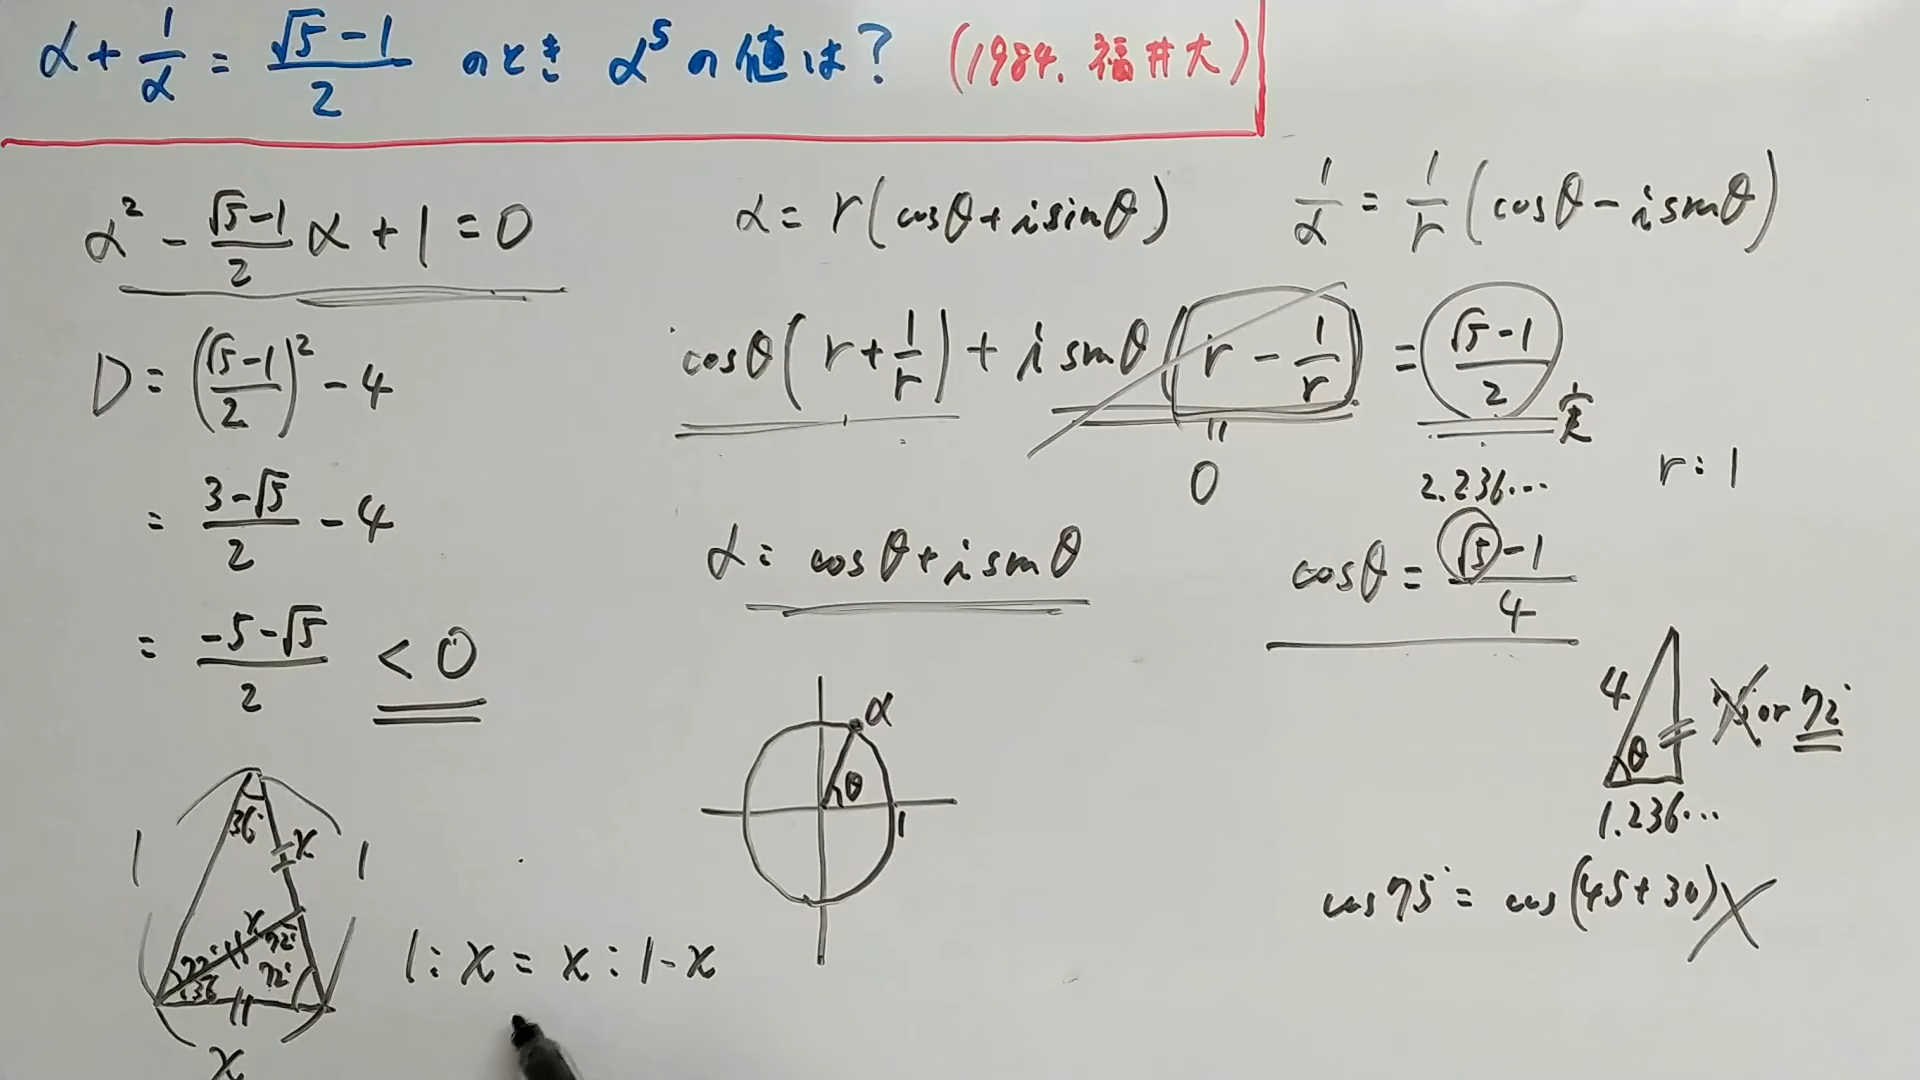 α + 1/α = (√5-1)/2 のとき α⁵ の値は? (1984. 福井大)
α² - (√5-1)/2 α + 1 = 0
D = ((√5-1)/2)² - 4
= (3-√5)/2 - 4
= (-5-√5)/2 < 0
α = r(cosθ + i sinθ)
1/α = 1/r (cosθ - i sinθ)
cosθ(r + 1/r) + i sinθ(r - 1/r) = (√5-1)/2 実
0
2.236…
r = 1
α = cosθ + i sinθ
cosθ = (√5-1)/4
α
θ
1
4
θ
or 72°
1.236…
cos75° = cos(45+30) ×
36°
x
1
1
x
72°
72°
36
72°
x
1 : x = x : 1-x